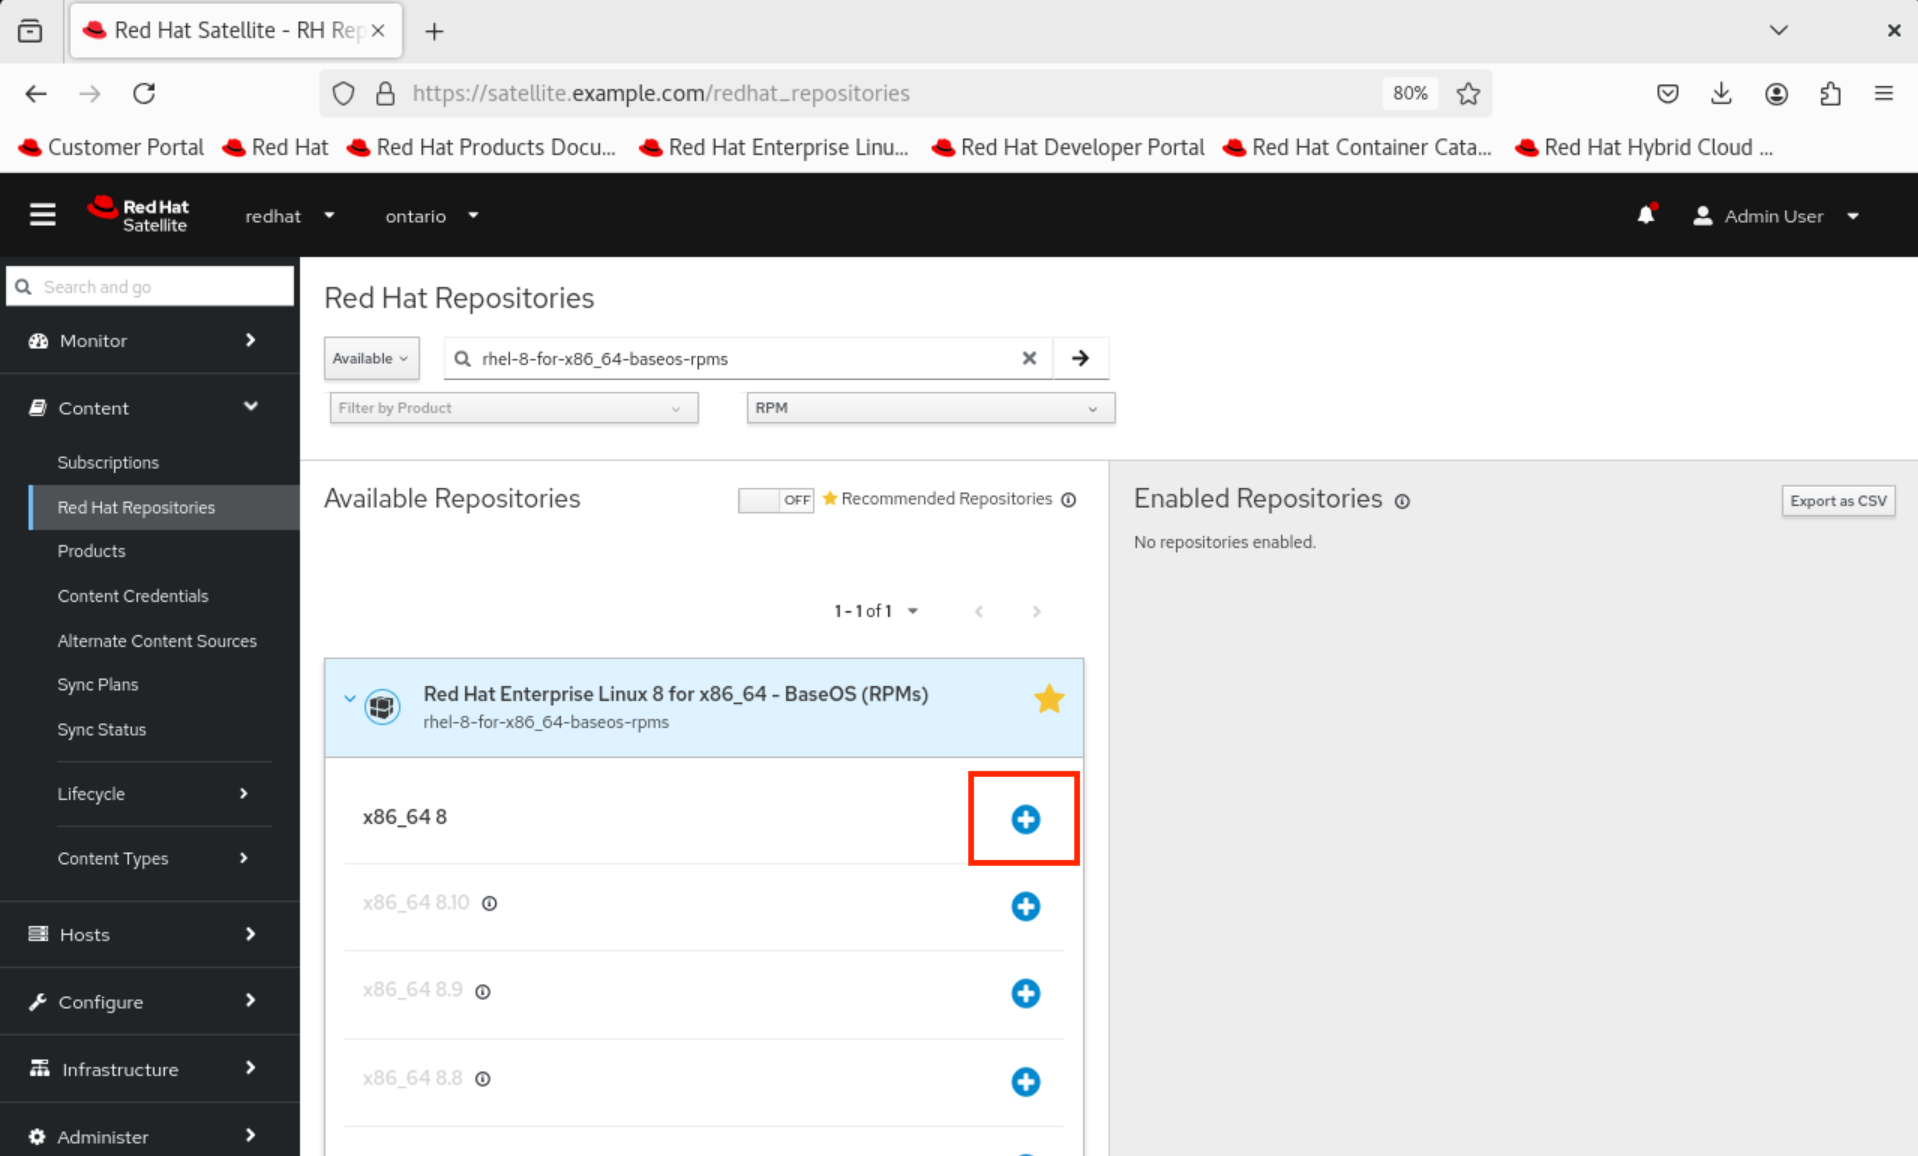 Red Hat Satellite - RH Rep
https://satellite.example.com/redhat_repositories
80%
Customer Portal
Red Hat
Red Hat Products Docu...
Red Hat Enterprise Linu...
Red Hat Developer Portal
Red Hat Container Cata...
Red Hat Hybrid Cloud ...
Red Hat
Satellite
redhat
ontario
Admin User
Search and go
Monitor
Content
Subscriptions
Red Hat Repositories
Products
Content Credentials
Alternate Content Sources
Sync Plans
Sync Status
Lifecycle
Content Types
Hosts
Configure
Infrastructure
Administer
Red Hat Repositories
Available
rhel-8-for-x86_64-baseos-rpms
Filter by Product
RPM
Available Repositories
OFF
Recommended Repositories
1 - 1 of 1
Red Hat Enterprise Linux 8 for x86_64 - BaseOS (RPMs)
rhel-8-for-x86_64-baseos-rpms
x86_64 8
x86_64 8.10
x86_64 8.9
x86_64 8.8
Enabled Repositories
Export as CSV
No repositories enabled.